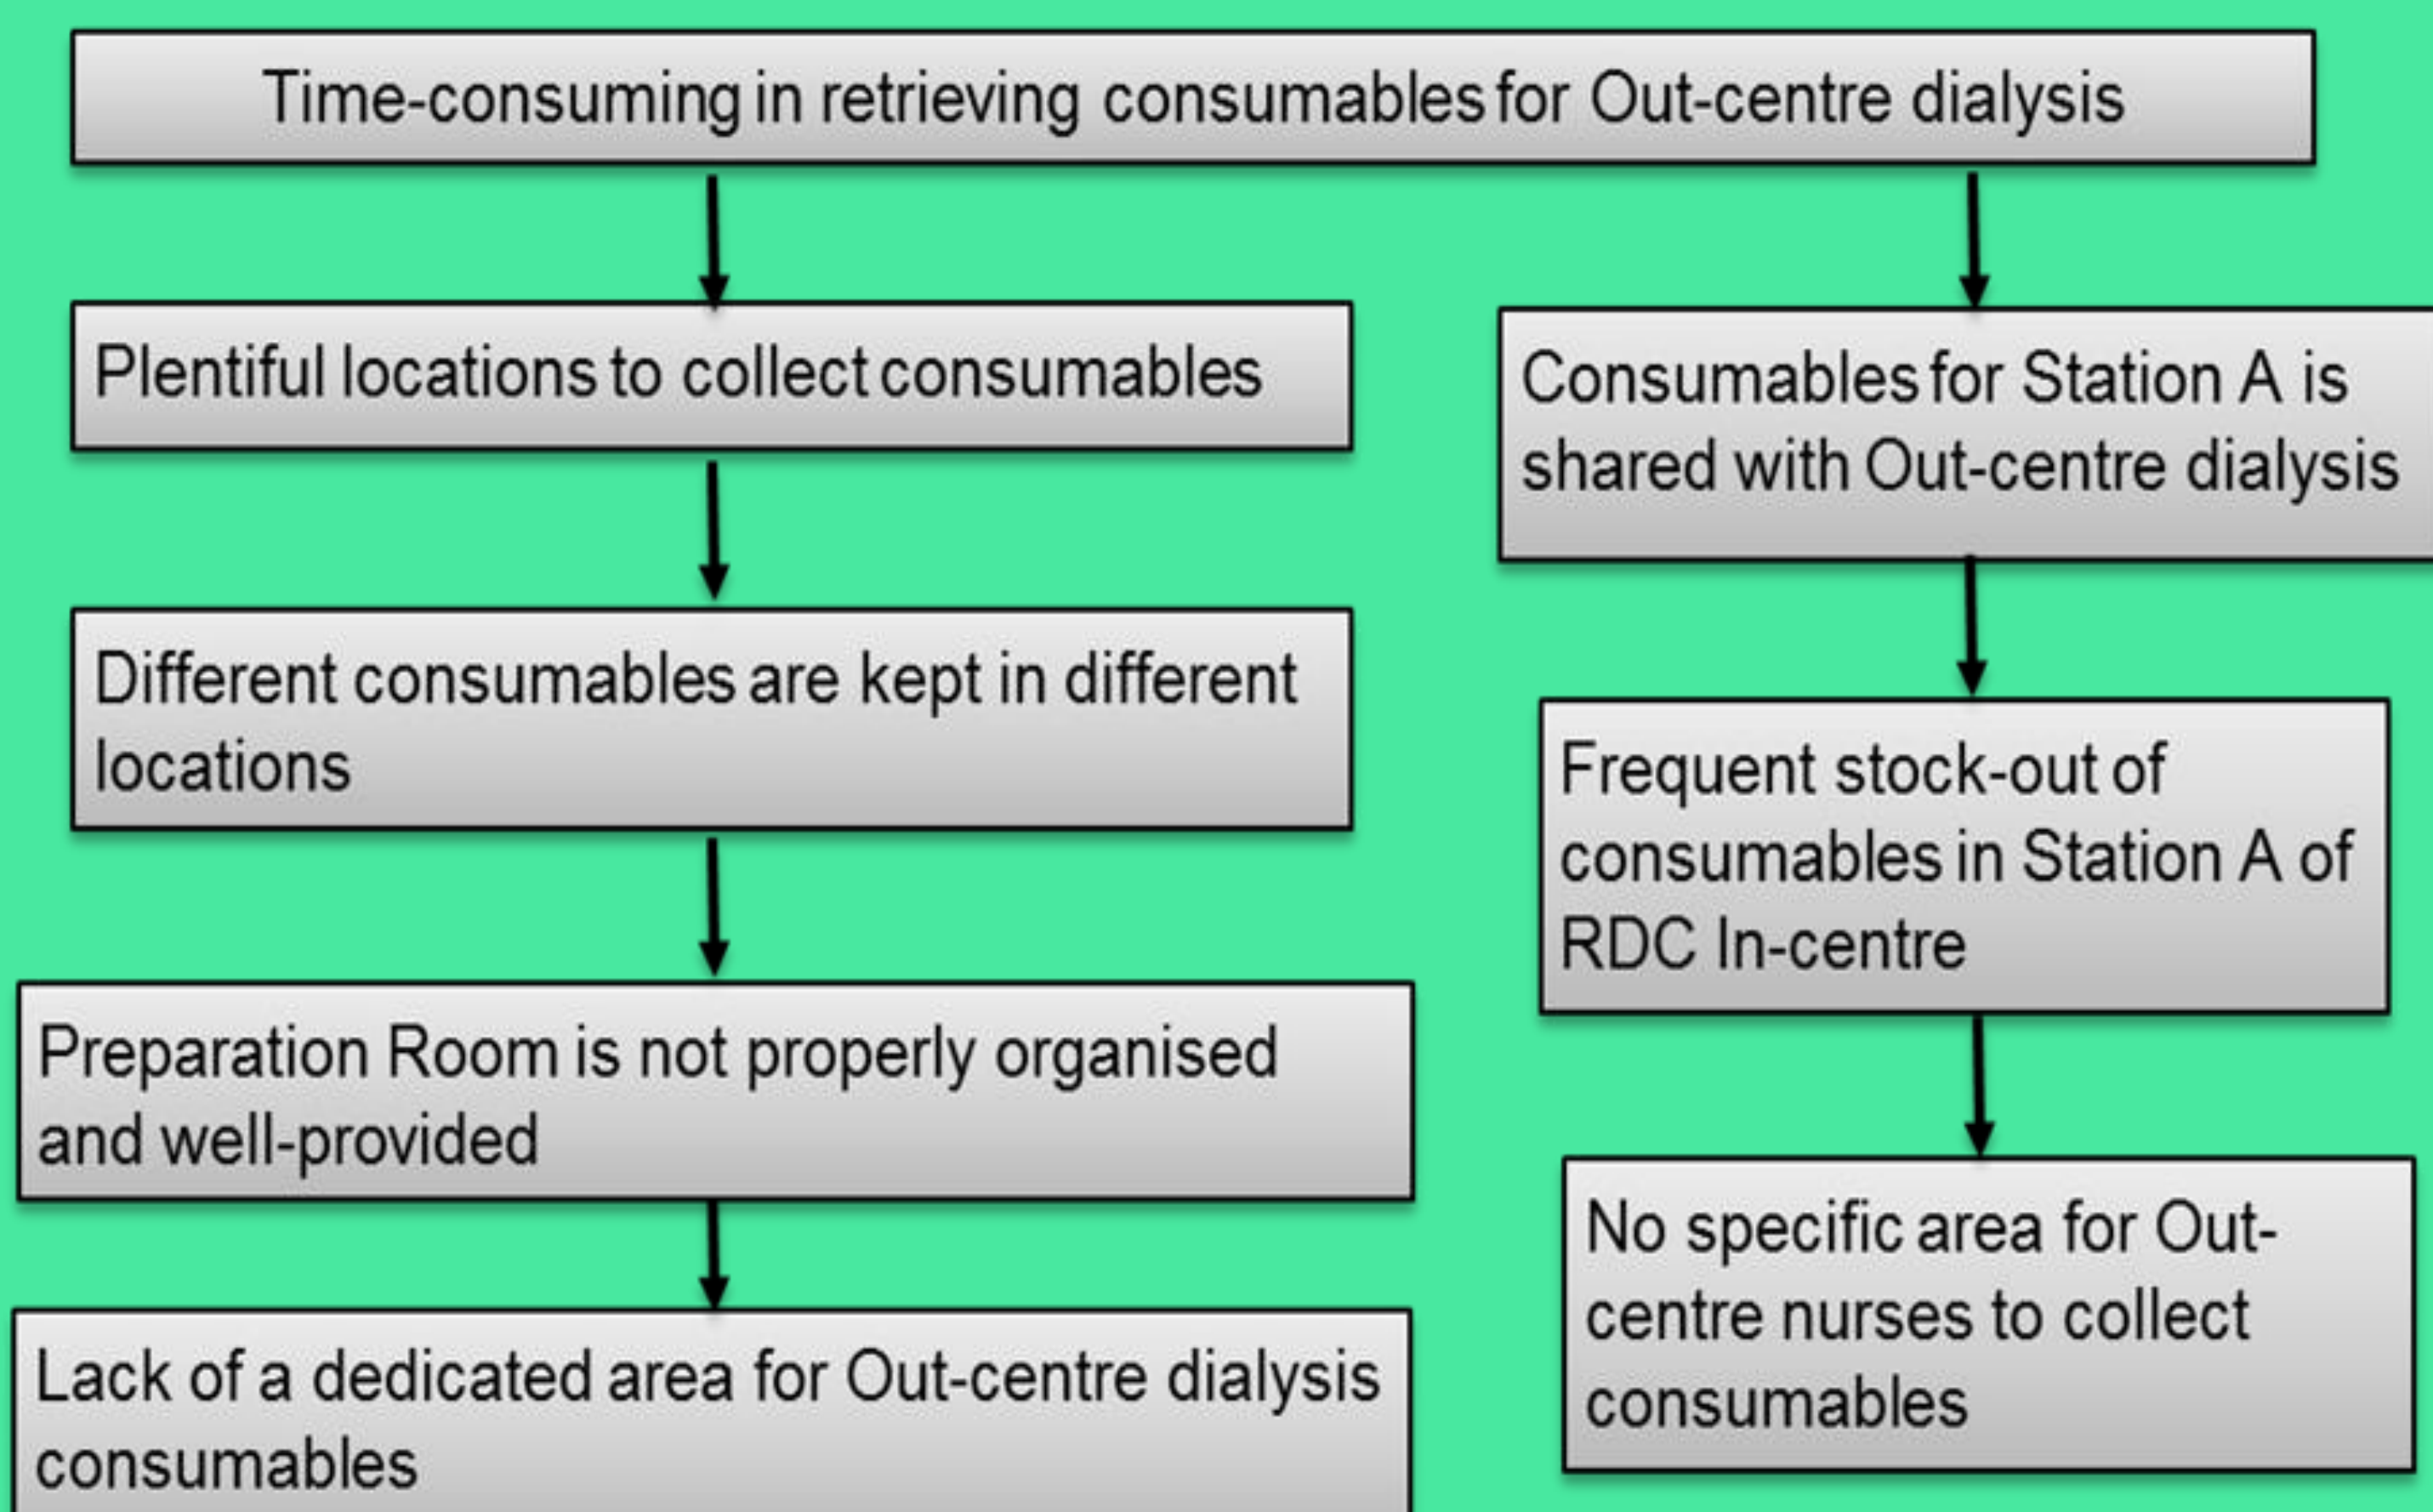 Time-consuming in retrieving consumables for Out-centre dialysis
Plentiful locations to collect consumables
Different consumables are kept in different
locations
Preparation Room is not properly organised
and well-provided
Lack of a dedicated area for Out-centre dialysis
consumables
Consumables for Station A is
shared with Out-centre dialysis
Frequent stock-out of
consumables in Station A of
RDC In-centre
No specific area for Out-
centre nurses to collect
consumables